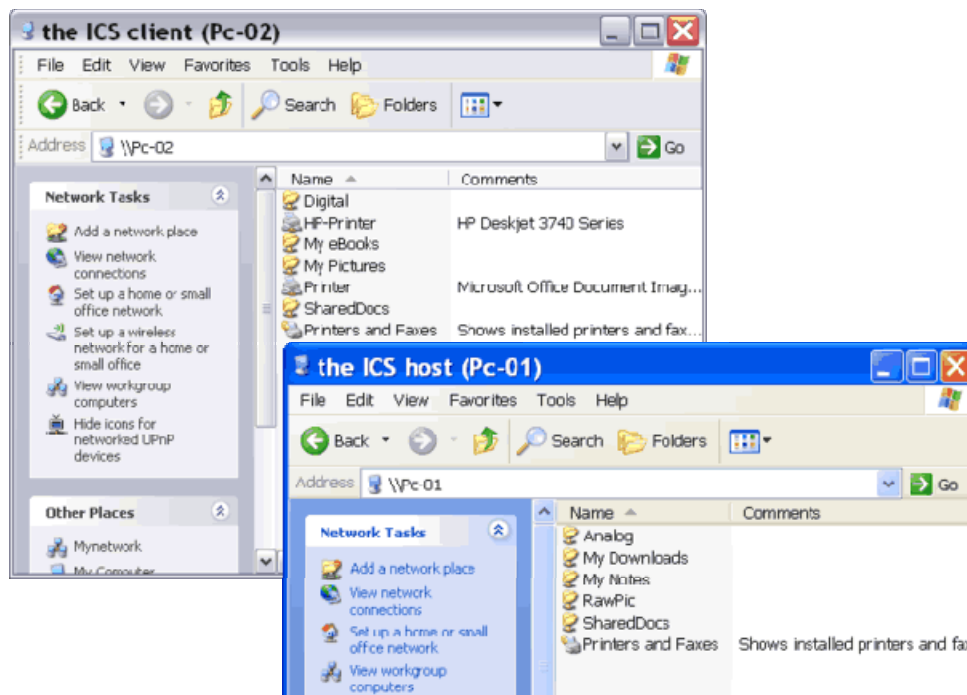 the ICS client (Pc-02)
File Edit View Favorites Tools Help
Back Search Folders
Address \\Pc-02 Go
Name Comments
Network Tasks
Add a network place
View network
connections
Set up a home or small
office network
Set up a wireless
network for a home or
small office
View workgroup
computers
Hide icons for
networked UPnP
devices
Other Places
Mynetwork
My Computer
Digital
HP-Printer HP Deskjet 3740 Series
My eBooks
My Pictures
Printer Microsoft Office Document Imag...
SharedDocs
Printers and Faxes Shows installed printers and fax...
the ICS host (Pc-01)
File Edit View Favorites Tools Help
Back Search Folders
Address \\Pc-01 Go
Name Comments
Network Tasks
Add a network place
View network
connections
Set up a home or small
office network
View workgroup
computers
Analog
My Downloads
My Notes
RawPic
SharedDocs
Printers and Faxes Shows installed printers and fax